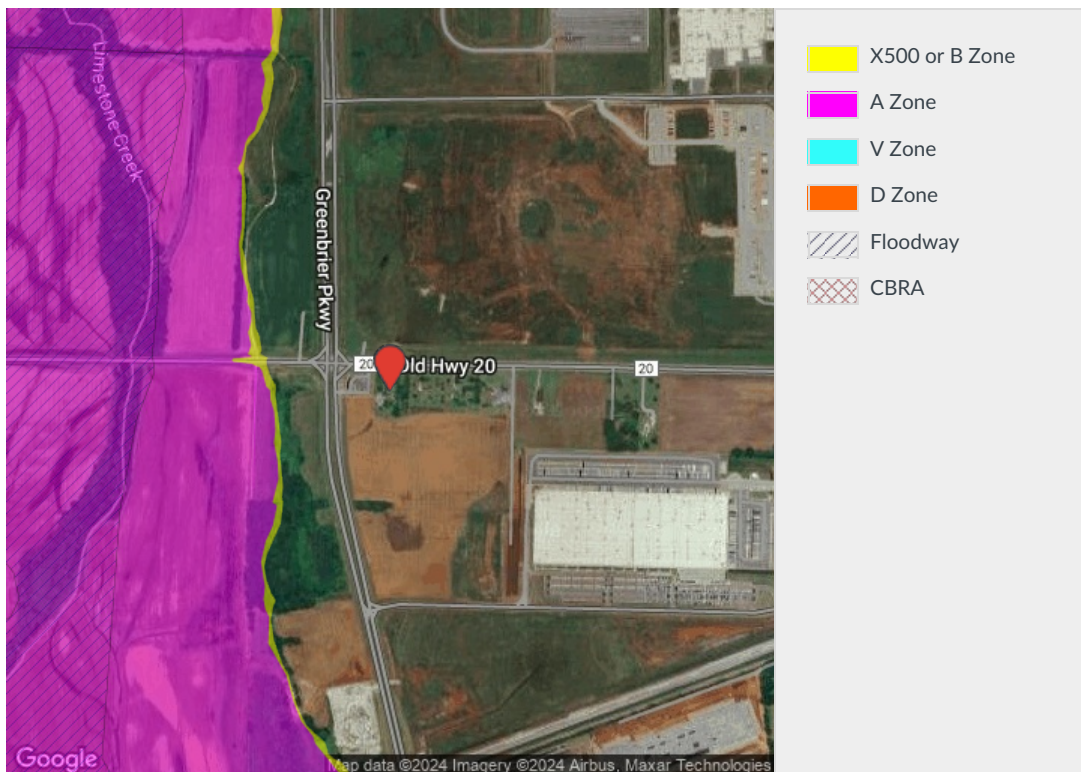 Limestone Creek
Greenbrier Pkwy
20
Old Hwy 20
20
Google
Map data ©2024 Imagery ©2024 Airbus, Maxar Technologies
X500 or B Zone
A Zone
V Zone
D Zone
Floodway
CBRA